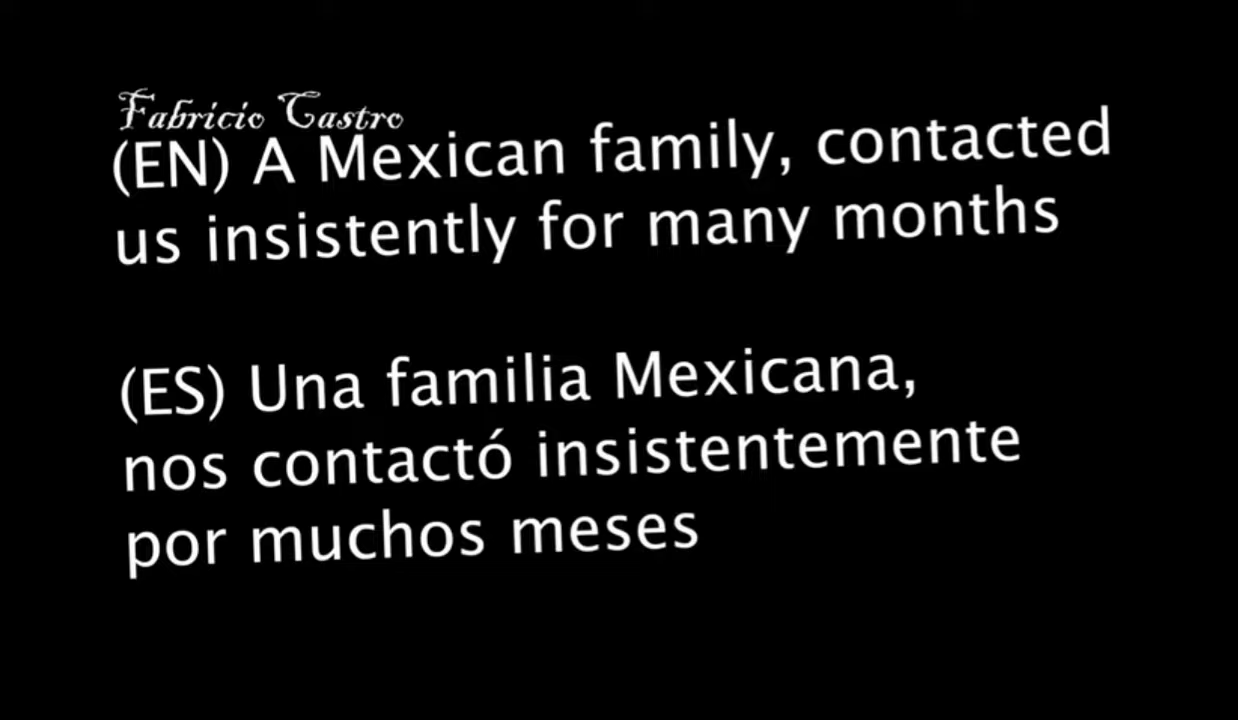 Fabricio Castro
(EN) A Mexican family, contacted
us insistently for many months
(ES) Una familia Mexicana,
nos contactó insistentemente
por muchos meses